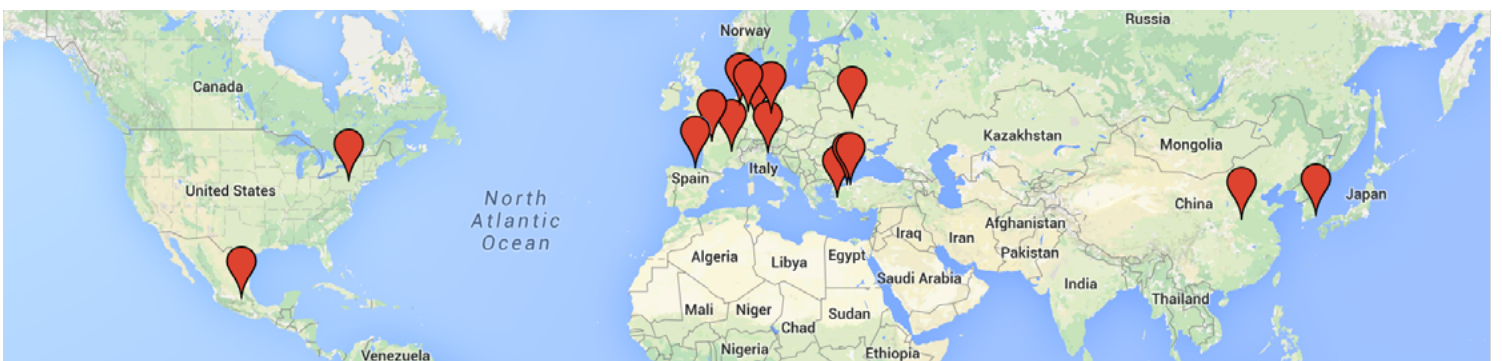 Russia
Norway
Canada
Kazakhstan
Mongolia
Italy
Spain
United States
Japan
China
North
Atlantic
Ocean
Afghanistan
Iraq
Iran
Pakistan
Algeria
Libya
Egypt
Saudi Arabia
India
Thailand
Mali
Niger
Sudan
Chad
Nigeria
Ethiopia
Venezuela